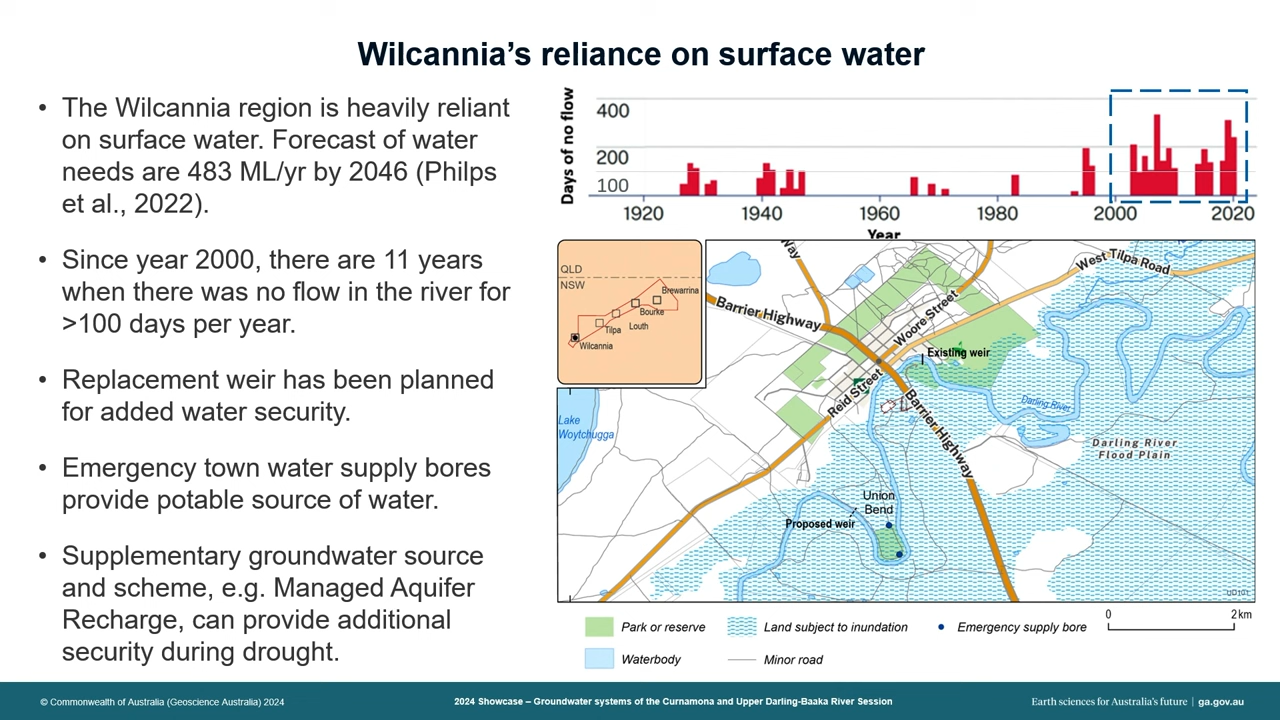 Wilcannia's reliance on surface water
• The Wilcannia region is heavily reliant
on surface water. Forecast of water
needs are 483 ML/yr by 2046 (Philps
et al., 2022).
• Since year 2000, there are 11 years
when there was no flow in the river for
>100 days per year.
• Replacement weir has been planned
for added water security.
• Emergency town water supply bores
provide potable source of water.
• Supplementary groundwater source
and scheme, e.g. Managed Aquifer
Recharge, can provide additional
security during drought.
Days of no flow
400
200
100
1920 1940 1960 1980 2000 2020
Year
QLD
NSW
Brewarrina
Bourke
Louth
Tilpa
Wilcannia
Way
Barrier Highway
West Tilpa Road
Woore Street
Existing weir
Reid Street
Barrier Highway
Darling River
Lake
Woytchugga
Darling River
Flood Plain
Union
Bend
Proposed weir
0 2 km
Park or reserve
Land subject to inundation
Emergency supply bore
Waterbody
Minor road
© Commonwealth of Australia (Geoscience Australia) 2024
2024 Showcase – Groundwater systems of the Curnamona and Upper Darling-Baaka River Session
Earth sciences for Australia's future | ga.gov.au